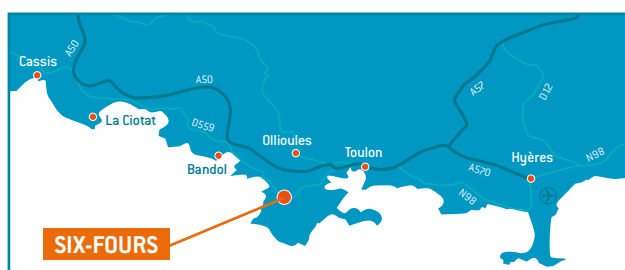 A50
Cassis
A50
A57
D12
La Ciotat
D559
Ollioules
Toulon
Bandol
A570
Hyères
N98
N98
SIX-FOURS